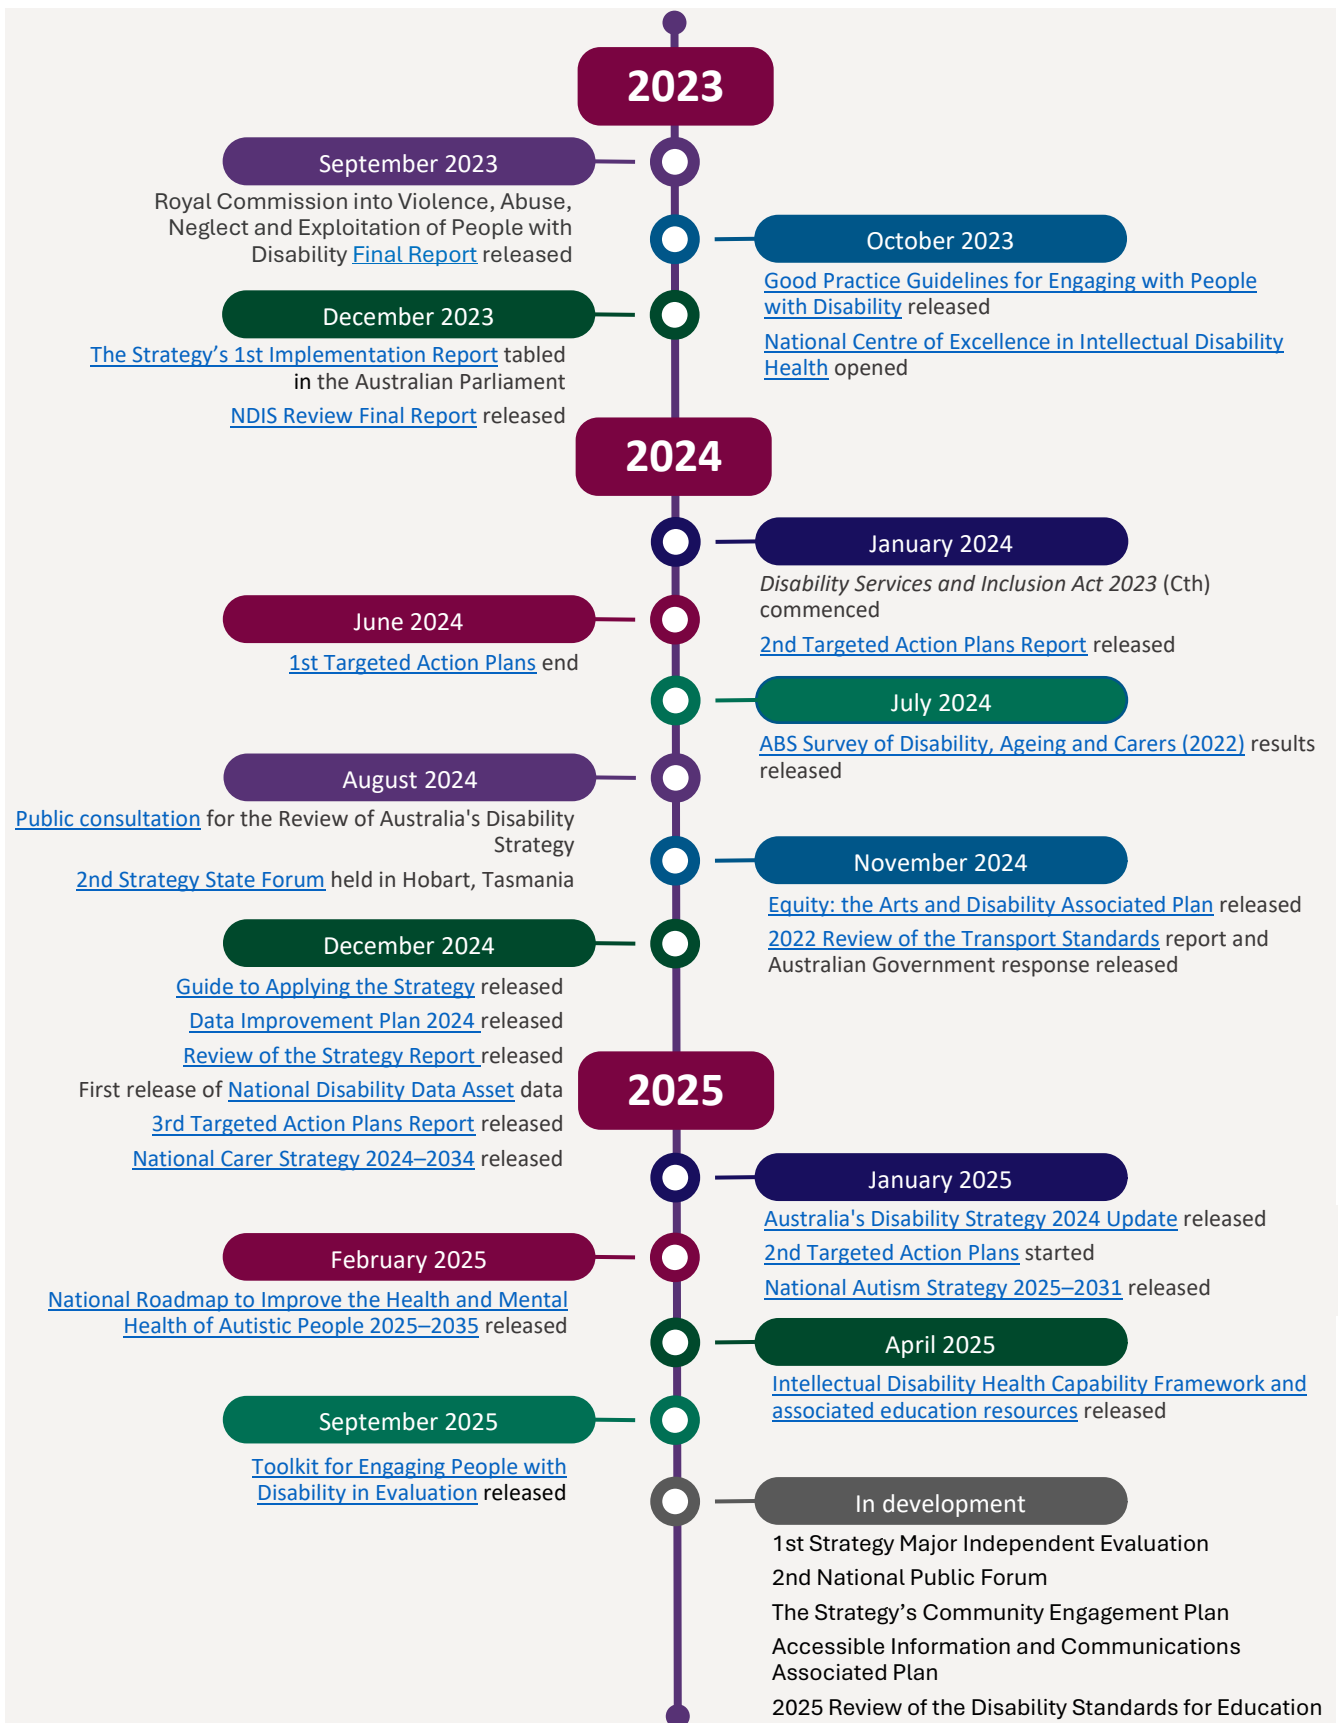 2023
September 2023
Royal Commission into Violence, Abuse,
Neglect and Exploitation of People with
Disability Final Report released
October 2023
Good Practice Guidelines for Engaging with People
with Disability released
National Centre of Excellence in Intellectual Disability
Health opened
December 2023
The Strategy’s 1st Implementation Report tabled
in the Australian Parliament
NDIS Review Final Report released
2024
January 2024
Disability Services and Inclusion Act 2023 (Cth)
commenced
2nd Targeted Action Plans Report released
June 2024
1st Targeted Action Plans end
July 2024
ABS Survey of Disability, Ageing and Carers (2022) results
released
August 2024
Public consultation for the Review of Australia's Disability
Strategy
2nd Strategy State Forum held in Hobart, Tasmania
November 2024
Equity: the Arts and Disability Associated Plan released
2022 Review of the Transport Standards report and
Australian Government response released
December 2024
Guide to Applying the Strategy released
Data Improvement Plan 2024 released
Review of the Strategy Report released
First release of National Disability Data Asset data
3rd Targeted Action Plans Report released
National Carer Strategy 2024–2034 released
2025
January 2025
Australia's Disability Strategy 2024 Update released
2nd Targeted Action Plans started
National Autism Strategy 2025–2031 released
February 2025
National Roadmap to Improve the Health and Mental
Health of Autistic People 2025–2035 released
April 2025
Intellectual Disability Health Capability Framework and
associated education resources released
September 2025
Toolkit for Engaging People with
Disability in Evaluation released
In development
1st Strategy Major Independent Evaluation
2nd National Public Forum
The Strategy’s Community Engagement Plan
Accessible Information and Communications
Associated Plan
2025 Review of the Disability Standards for Education